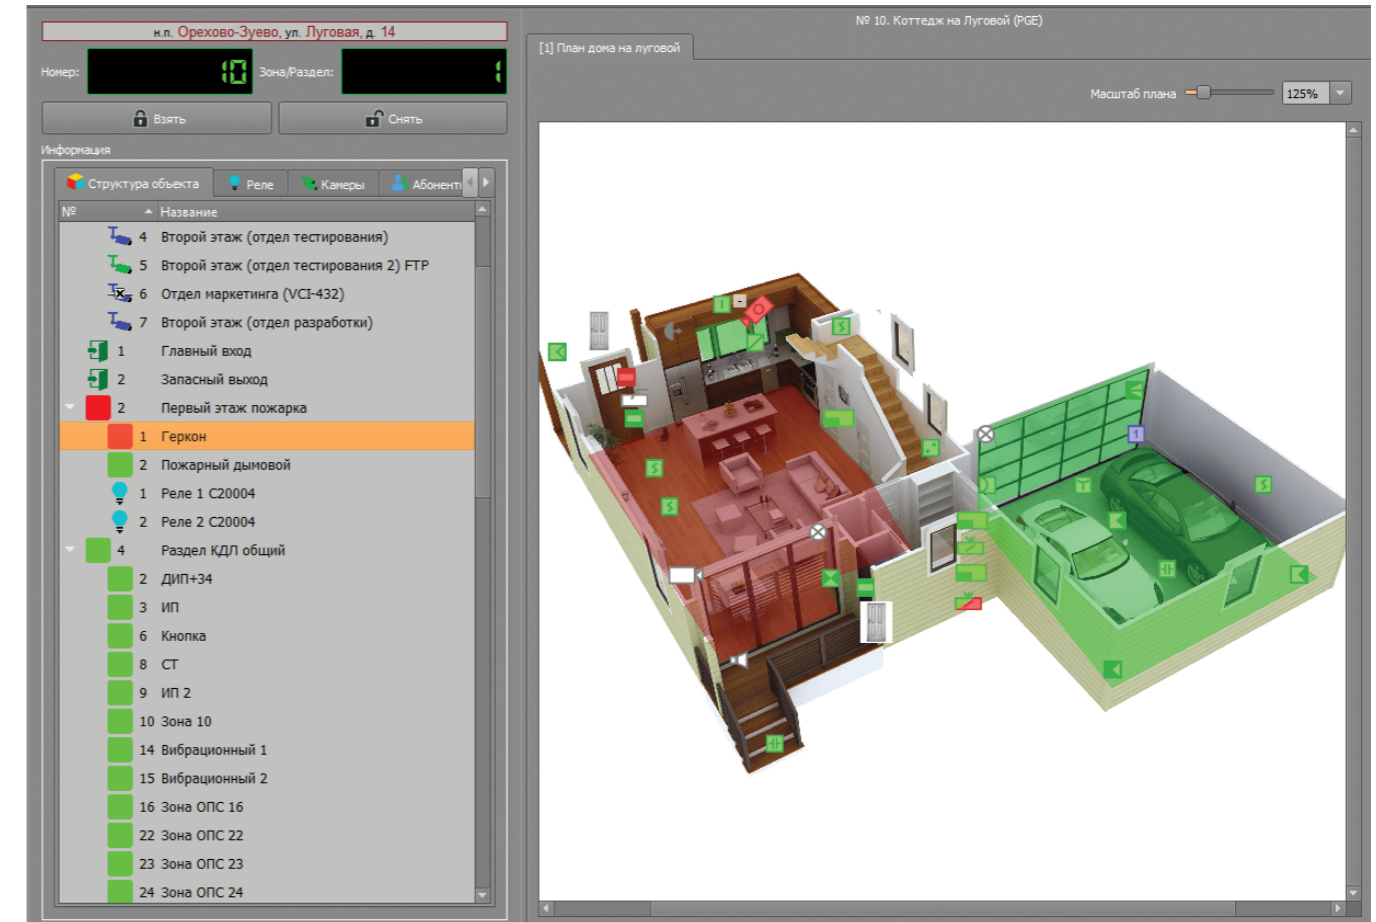 № 10. Коттедж на Луговой (PGE)
н.п. Орехово-Зуево, ул. Луговая, д. 14
[1] План дома на луговой
Номер: 10 Зона/Раздел: 1
Масштаб плана 125%
Взять Снять
Информация
Структура объекта Реле Камеры Абонент
№ Название
4 Второй этаж (отдел тестирования)
5 Второй этаж (отдел тестирования 2) FTP
6 Отдел маркетинга (VCI-432)
7 Второй этаж (отдел разработки)
1 Главный вход
2 Запасный выход
2 Первый этаж пожарка
1 Геркон
2 Пожарный дымовой
1 Реле 1 С20004
2 Реле 2 С20004
4 Раздел КДЛ общий
2 ДИП+34
3 ИП
6 Кнопка
8 СТ
9 ИП 2
10 Зона 10
14 Вибрационный 1
15 Вибрационный 2
16 Зона ОПС 16
22 Зона ОПС 22
23 Зона ОПС 23
24 Зона ОПС 24
1